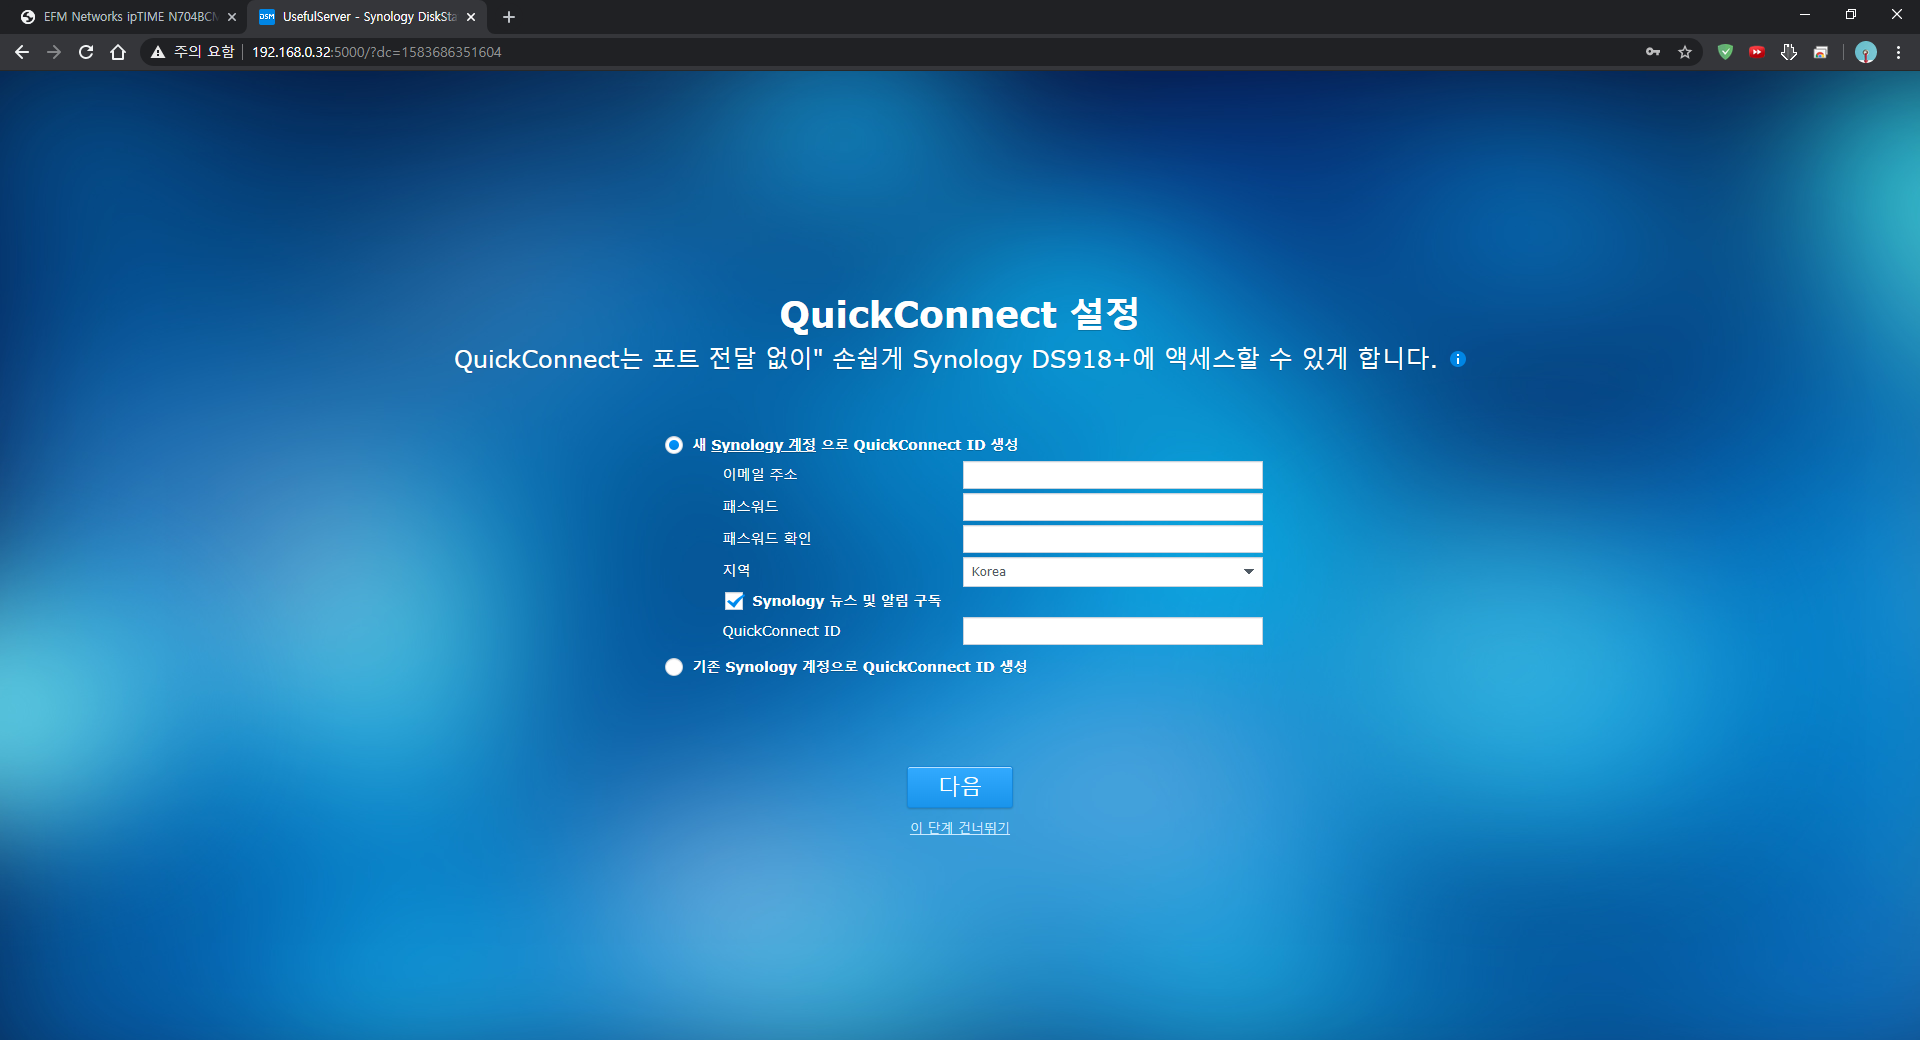 EFM Networks ipTIME N704BCM
DSM UsefulServer - Synology DiskSta
주의 요함 192.168.0.32:5000/?dc=1583686351604
QuickConnect 설정
QuickConnect는 포트 전달 없이" 손쉽게 Synology DS918+에 액세스할 수 있게 합니다.
새 Synology 계정 으로 QuickConnect ID 생성
이메일 주소
패스워드
패스워드 확인
지역 Korea
Synology 뉴스 및 알림 구독
QuickConnect ID
기존 Synology 계정으로 QuickConnect ID 생성
다음
이 단계 건너뛰기